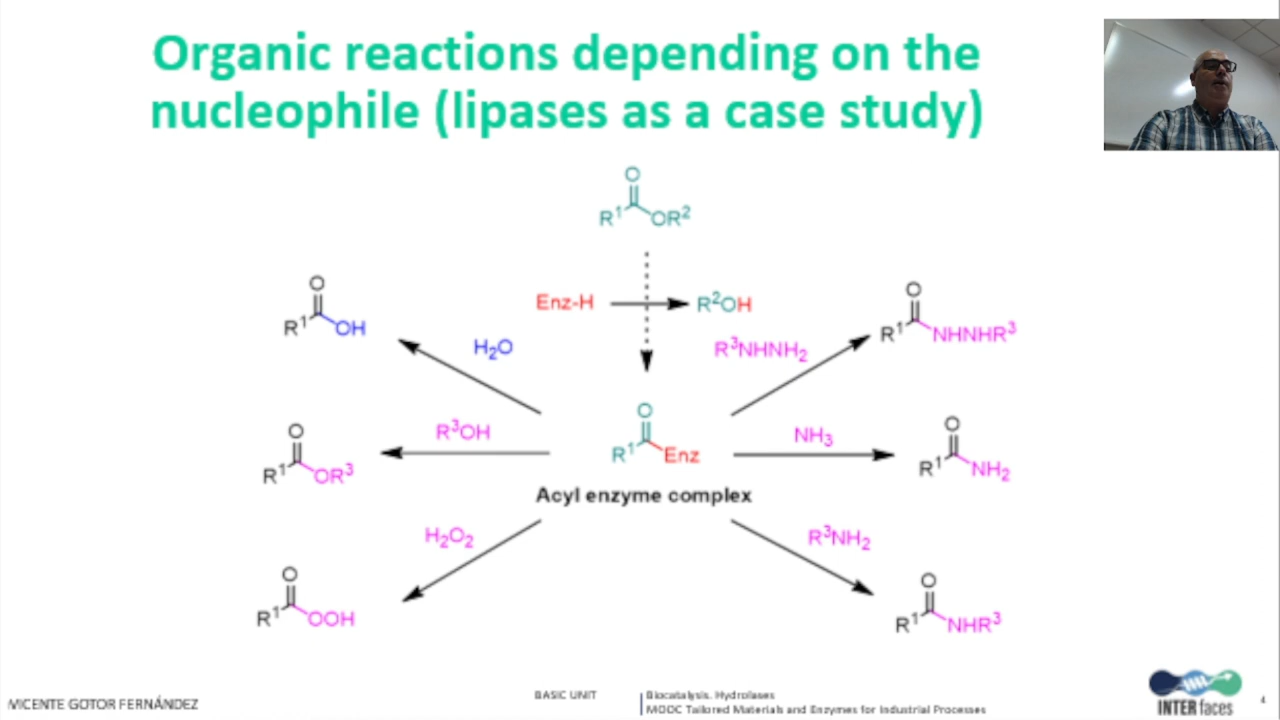 Organic reactions depending on the
nucleophile (lipases as a case study)
O
R¹ OR²
Enz-H R²OH
O
R¹ OH
H₂O
R³NHNH₂
O
R¹ NHNHR³
O
R¹ OR³
R³OH
O
R¹ Enz
NH₃
O
R¹ NH₂
Acyl enzyme complex
H₂O₂
R³NH₂
O
R¹ OOH
O
R¹ NHR³
VICENTE GOTOR FERNÁNDEZ
BASIC UNIT
Biocatalysis. Hydrolases
MOOC Tailored Materials and Enzymes for Industrial Processes
INTERfaces
4